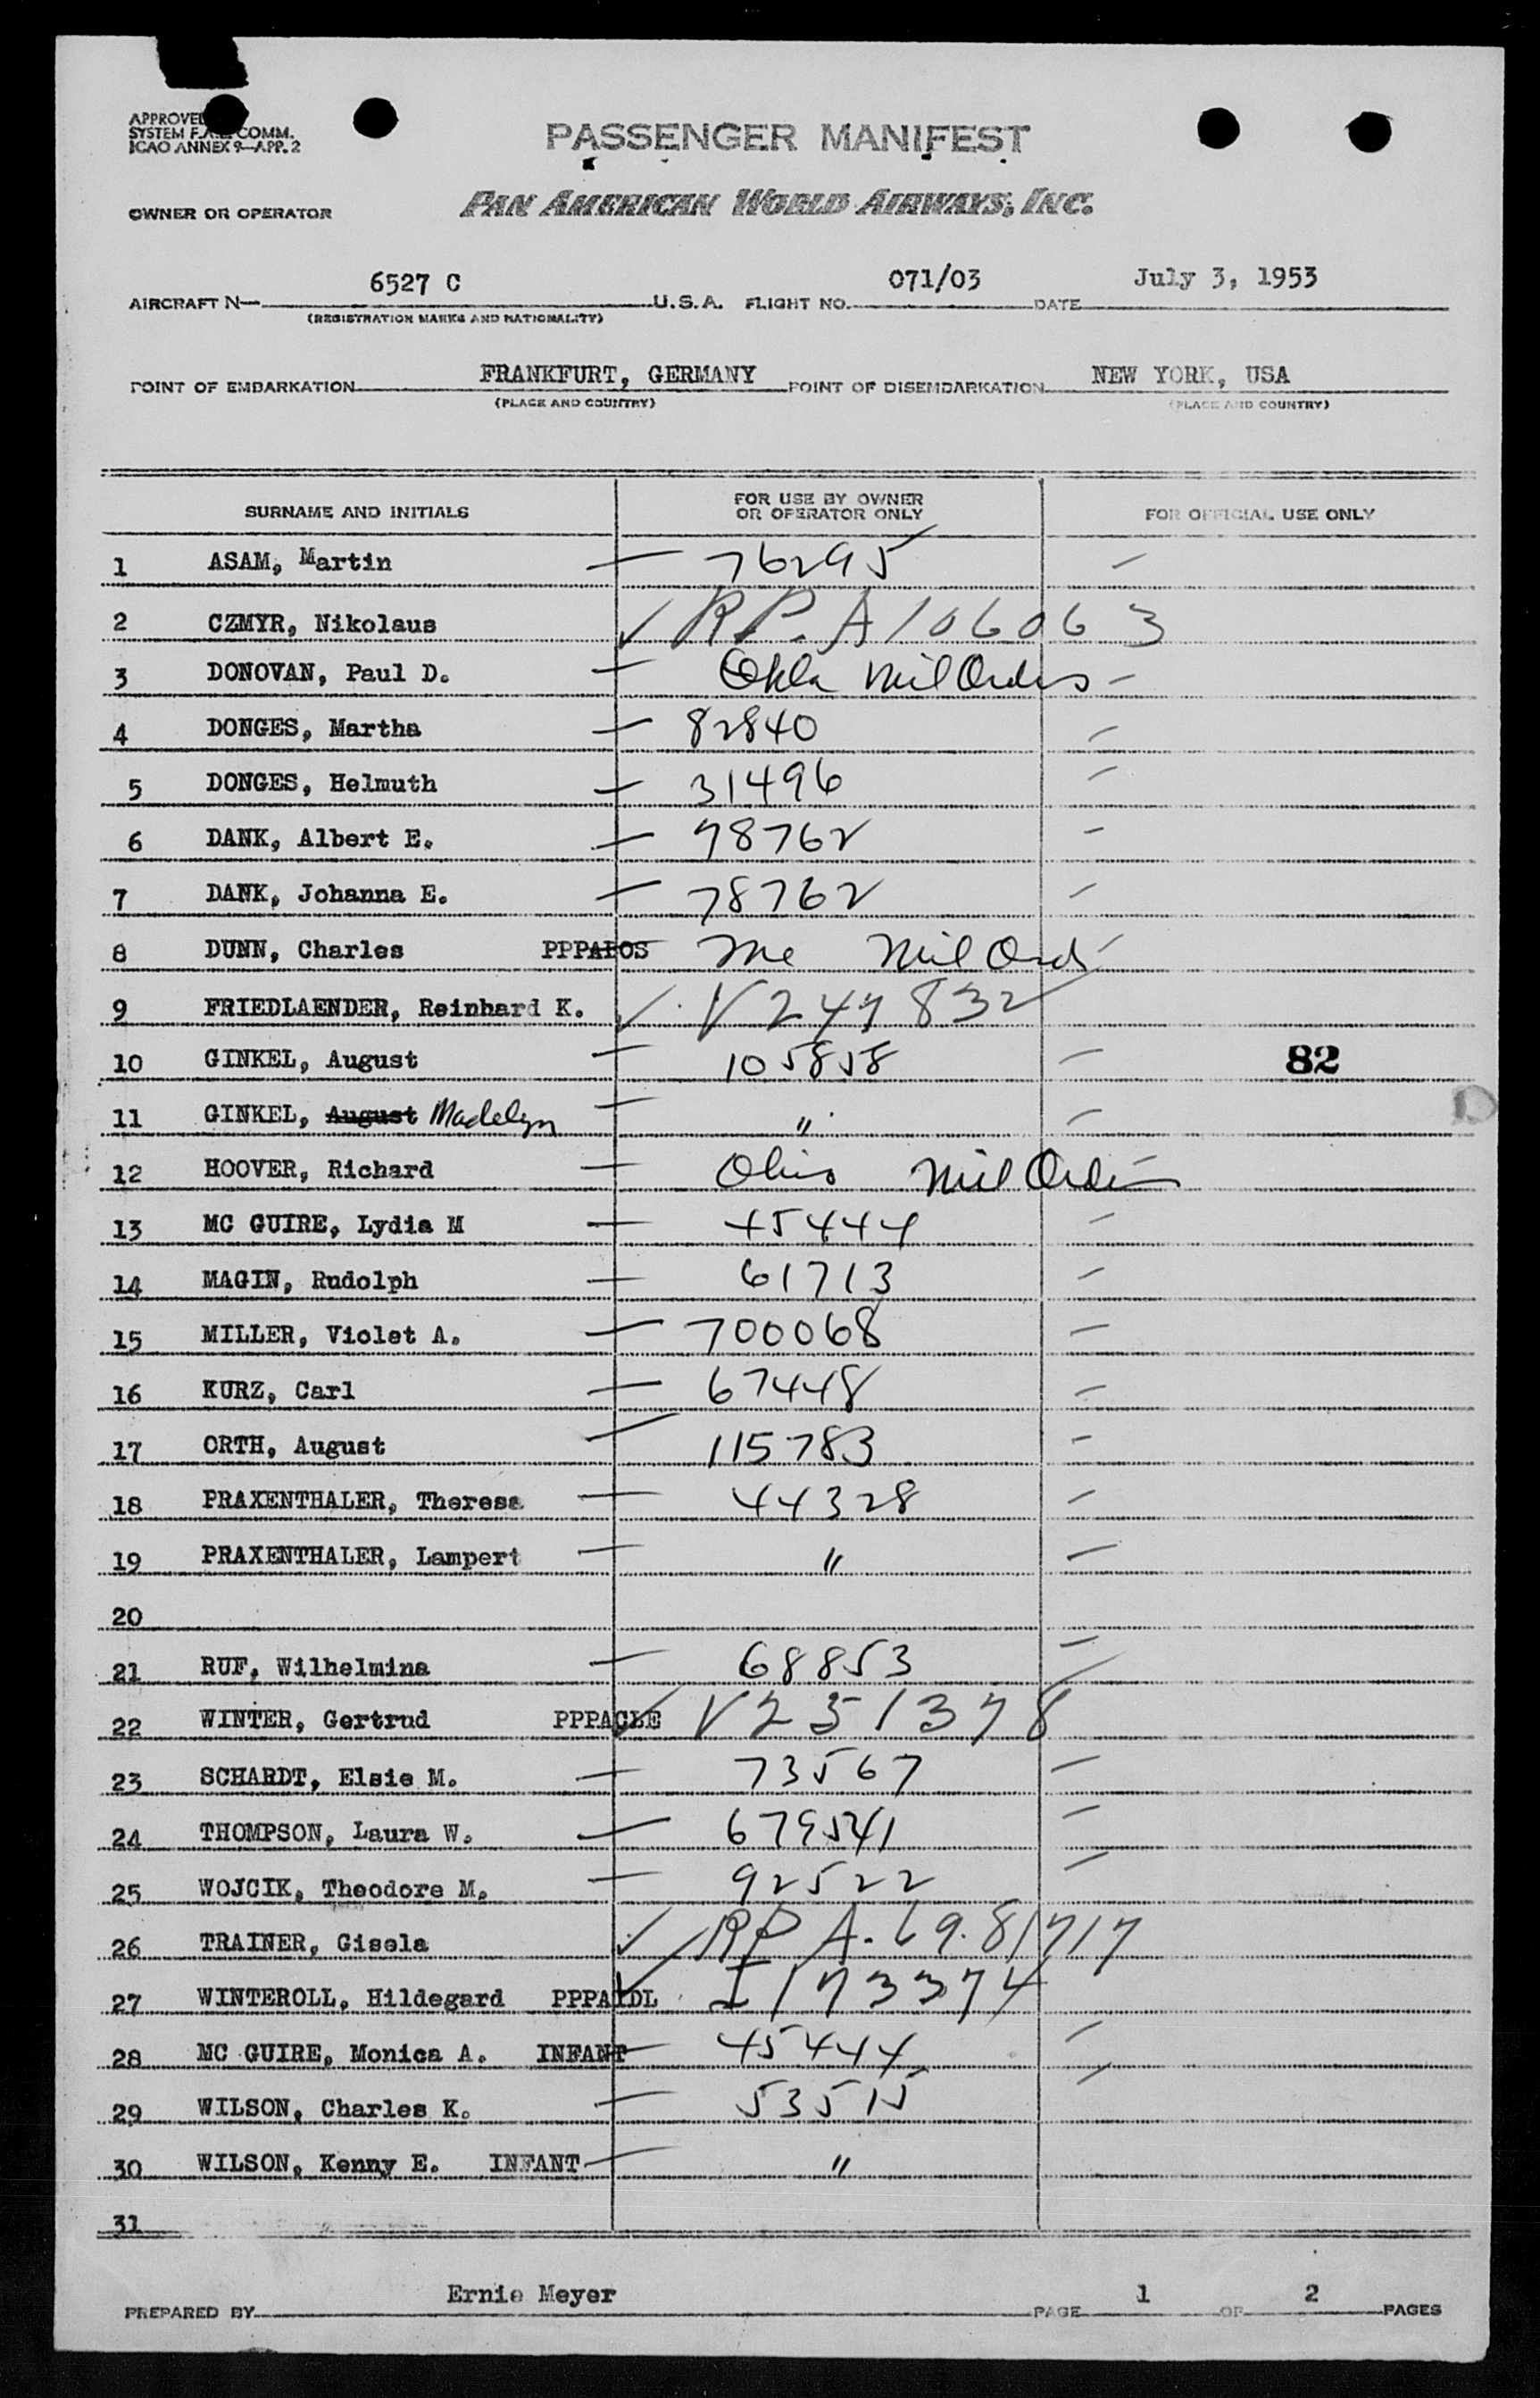 APPROVED
SYSTEM F.A.L. COMM.
ICAO ANNEX 9—APP. 2
PASSENGER MANIFEST
OWNER OR OPERATOR PAN AMERICAN WORLD AIRWAYS, INC.
AIRCRAFT N— 6527 C U.S.A. FLIGHT NO. 071/03 DATE July 3, 1953
(REGISTRATION MARKS AND NATIONALITY)
POINT OF EMBARKATION FRANKFURT, GERMANY POINT OF DISEMBARKATION NEW YORK, USA
(PLACE AND COUNTRY) (PLACE AND COUNTRY)
SURNAME AND INITIALS FOR USE BY OWNER OR OPERATOR ONLY FOR OFFICIAL USE ONLY
1 ASAM, Martin — 76295 —
2 CZMYR, Nikolaus ✓ RP. A106063
3 DONOVAN, Paul D. — Okla Mil Orders —
4 DONGES, Martha — 82840 —
5 DONGES, Helmuth — 31496 —
6 DANK, Albert E. — 78762 —
7 DANK, Johanna E. — 78762 —
8 DUNN, Charles PPPABOS Me Mil Ord
9 FRIEDLAENDER, Reinhard K. ✓ V247832
10 GINKEL, August — 105858 — 82
11 GINKEL, August Madelyn — " —
12 HOOVER, Richard — Ohio Mil Orders
13 MC GUIRE, Lydia M — 45444 —
14 MAGIN, Rudolph — 61713 —
15 MILLER, Violet A. — 700068 —
16 KURZ, Carl — 67448 —
17 ORTH, August — 115783 —
18 PRAXENTHALER, Theresa — 44328 —
19 PRAXENTHALER, Lampert — " —
20
21 RUF, Wilhelmina — 68853 —
22 WINTER, Gertrud PPPACLE ✓ V251378
23 SCHARDT, Elsie M. — 73567 —
24 THOMPSON, Laura W. — 679541 —
25 WOJCIK, Theodore M. — 92522 —
26 TRAINER, Gisela ✓ RP A.
27 WINTEROLL, Hildegard PPPAIDL ✓ I173374
28 MC GUIRE, Monica A. INFANT — 45444 —
29 WILSON, Charles K. — 53515 —
30 WILSON, Kenny E. INFANT — "
31
PREPARED BY Ernie Meyer PAGE 1 OF 2 PAGES